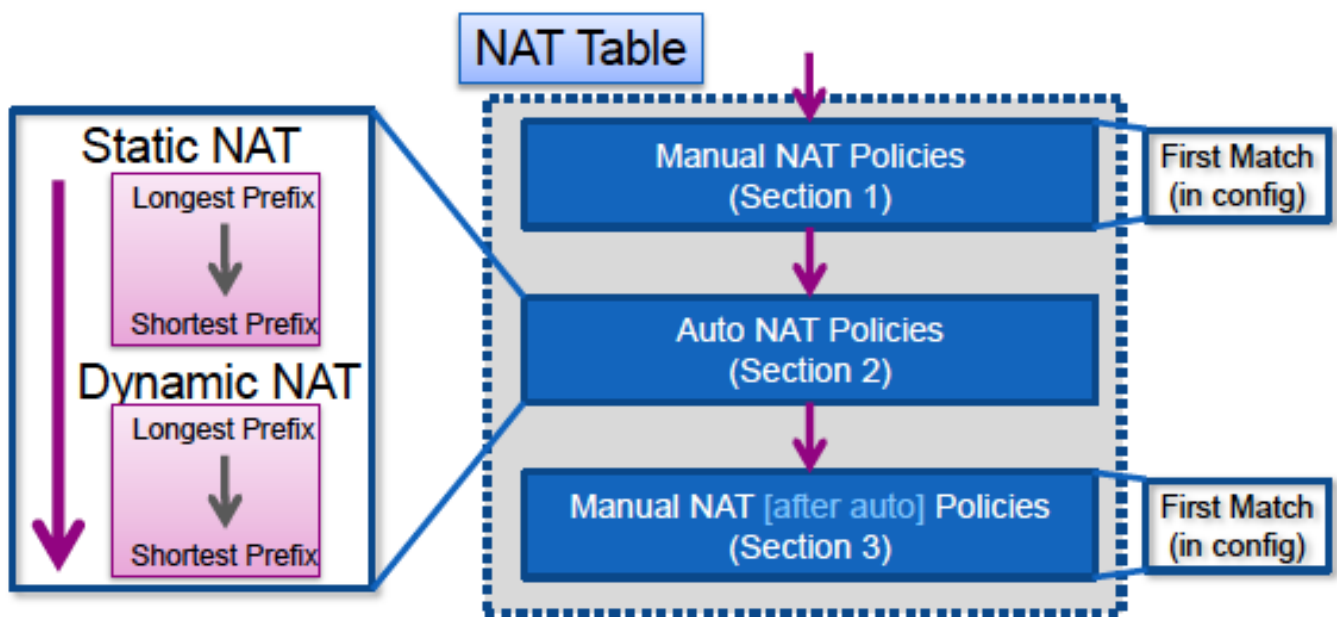 NAT Table
Static NAT
Longest Prefix
Shortest Prefix
Dynamic NAT
Longest Prefix
Shortest Prefix
Manual NAT Policies
(Section 1)
First Match
(in config)
Auto NAT Policies
(Section 2)
Manual NAT [after auto] Policies
(Section 3)
First Match
(in config)